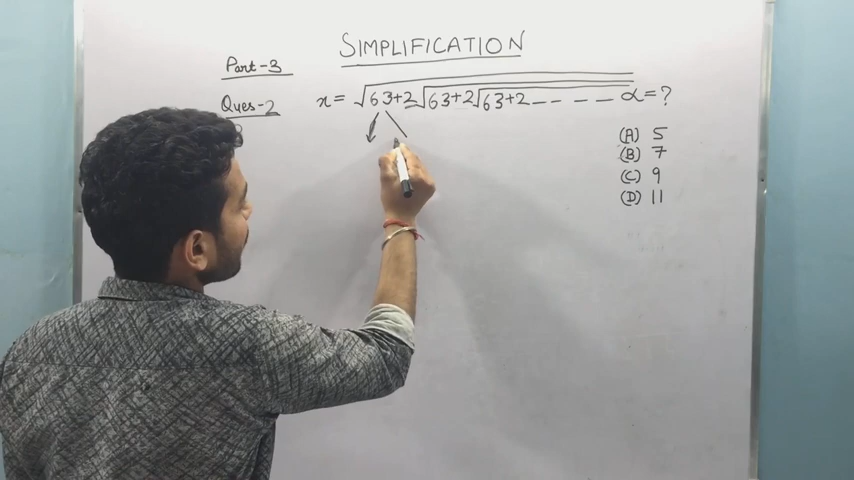 SIMPLIFICATION
Part-3
Ques-2
x = √63+2√63+2√63+2---- α = ?
(A) 5
(B) 7
(C) 9
(D) 11